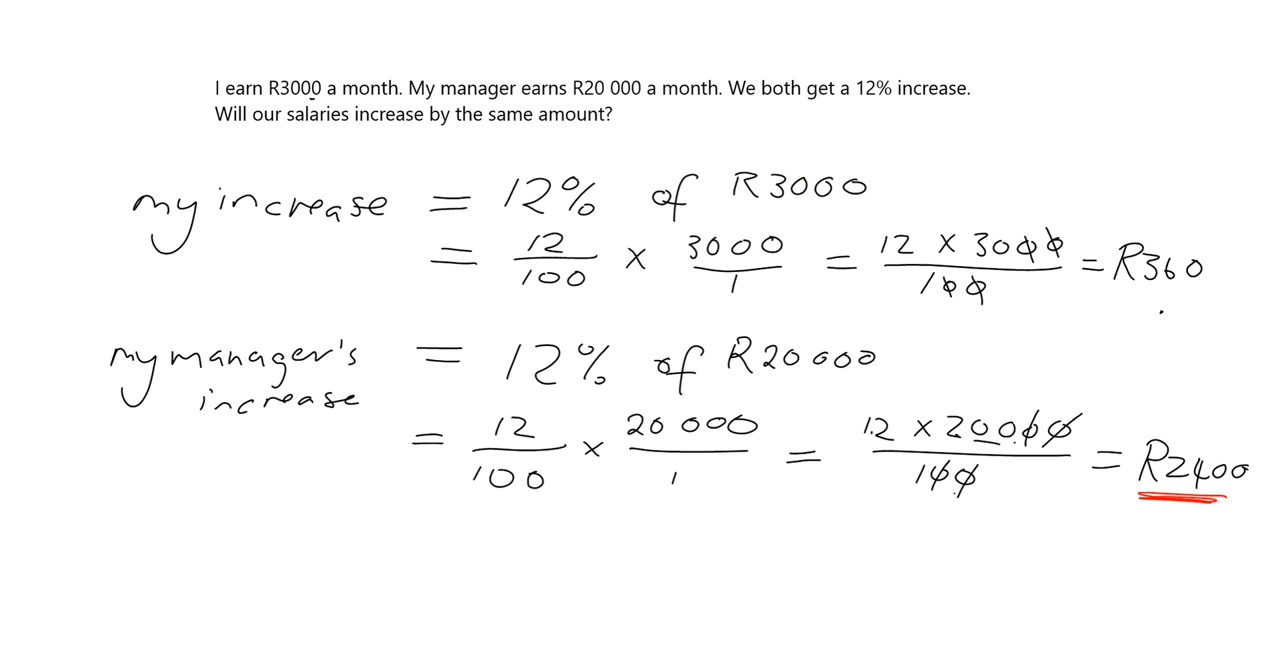 I earn R3000 a month. My manager earns R20 000 a month. We both get a 12% increase.
Will our salaries increase by the same amount?
my increase = 12% of R3000
= 12/100 × 3000/1 = 12 × 3000/100 = R360
my manager's increase = 12% of R20 000
= 12/100 × 20 000/1 = 12 × 20000/100 = R2400